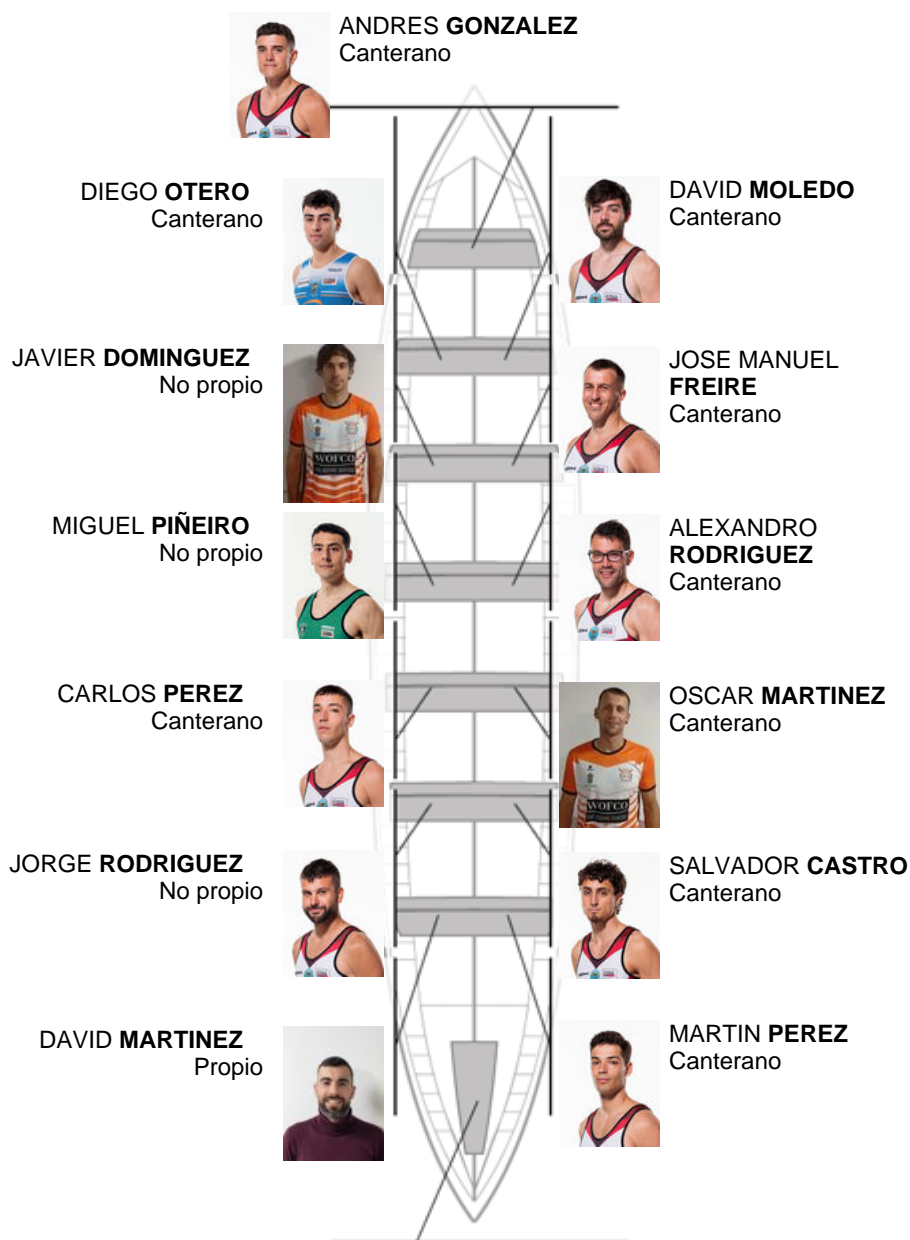 ANDRES GONZALEZ
Canterano
DIEGO OTERO
Canterano
DAVID MOLEDO
Canterano
JAVIER DOMINGUEZ
No propio
JOSE MANUEL
FREIRE
Canterano
WOFCO
MIGUEL PIÑEIRO
No propio
ALEXANDRO
RODRIGUEZ
Canterano
CARLOS PEREZ
Canterano
OSCAR MARTINEZ
Canterano
WOFCO
JORGE RODRIGUEZ
No propio
SALVADOR CASTRO
Canterano
DAVID MARTINEZ
Propio
MARTIN PEREZ
Canterano